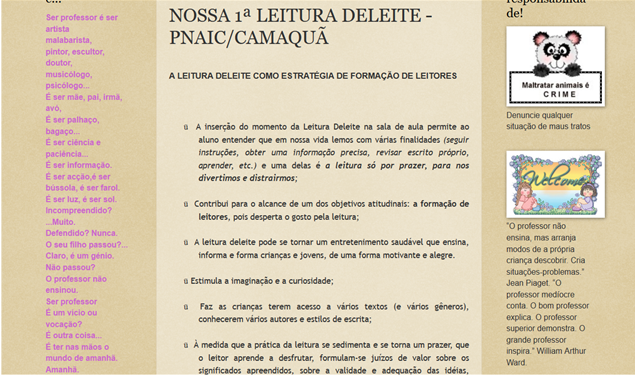 Ser professor é ser
artista
malabarista,
pintor, escultor,
doutor,
musicólogo,
psicólogo...
É ser mãe, pai, irmã,
avó,
É ser palhaço,
bagaço...
É ser ciência e
paciência...
É ser informação.
É ser acção,é ser
bússola, é ser farol.
É ser luz, é ser sol.
Incompreendido?
...Muito.
Defendido? Nunca.
O seu filho passou?...
Claro, é um génio.
Não passou?
O professor não
ensinou.
Ser professor
É um vício ou
vocação?
É outra coisa...
É ter nas mãos o
mundo de amanhã.
Amanhã.
NOSSA 1ª LEITURA DELEITE -
PNAIC/CAMAQUÃ
A LEITURA DELEITE COMO ESTRATÉGIA DE FORMAÇÃO DE LEITORES
ü A inserção do momento da Leitura Deleite na sala de aula permite ao
aluno entender que em nossa vida lemos com várias finalidades (seguir
instruções, obter uma informação precisa, revisar escrito próprio,
aprender, etc.) e uma delas é a leitura só por prazer, para nos
divertimos e distrairmos;
ü Contribui para o alcance de um dos objetivos atitudinais: a formação de
leitores, pois desperta o gosto pela leitura;
ü A leitura deleite pode se tornar um entretenimento saudável que ensina,
informa e forma crianças e jovens, de uma forma motivante e alegre.
ü Estimula a imaginação e a curiosidade;
ü Faz as crianças terem acesso a vários textos (e vários gêneros),
conhecerem vários autores e estilos de escrita;
ü À medida que a prática da leitura se sedimenta e se torna um prazer, que
o leitor aprende a desfrutar, formulam-se juízos de valor sobre os
significados apreendidos, sobre a validade e adequação das idéias,
de!
Maltratar animais é
C R I M E
Denuncie qualquer
situação de maus tratos
Welcome
"O professor não
ensina, mas arranja
modos de a própria
criança descobrir. Cria
situações-problemas."
Jean Piaget. "O
professor medíocre
conta. O bom professor
explica. O professor
superior demonstra. O
grande professor
inspira." William Arthur
Ward.